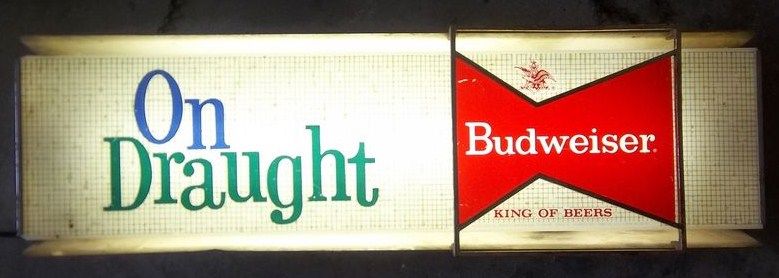 On
Draught
Budweiser
KING OF BEERS